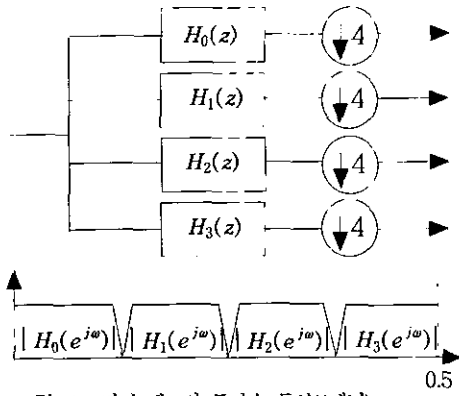 H₀(z) ↓4
H₁(z) ↓4
H₂(z) ↓4
H₃(z) ↓4
|H₀(e^{jω})| |H₁(e^{jω})| |H₂(e^{jω})| |H₃(e^{jω})|
0.5